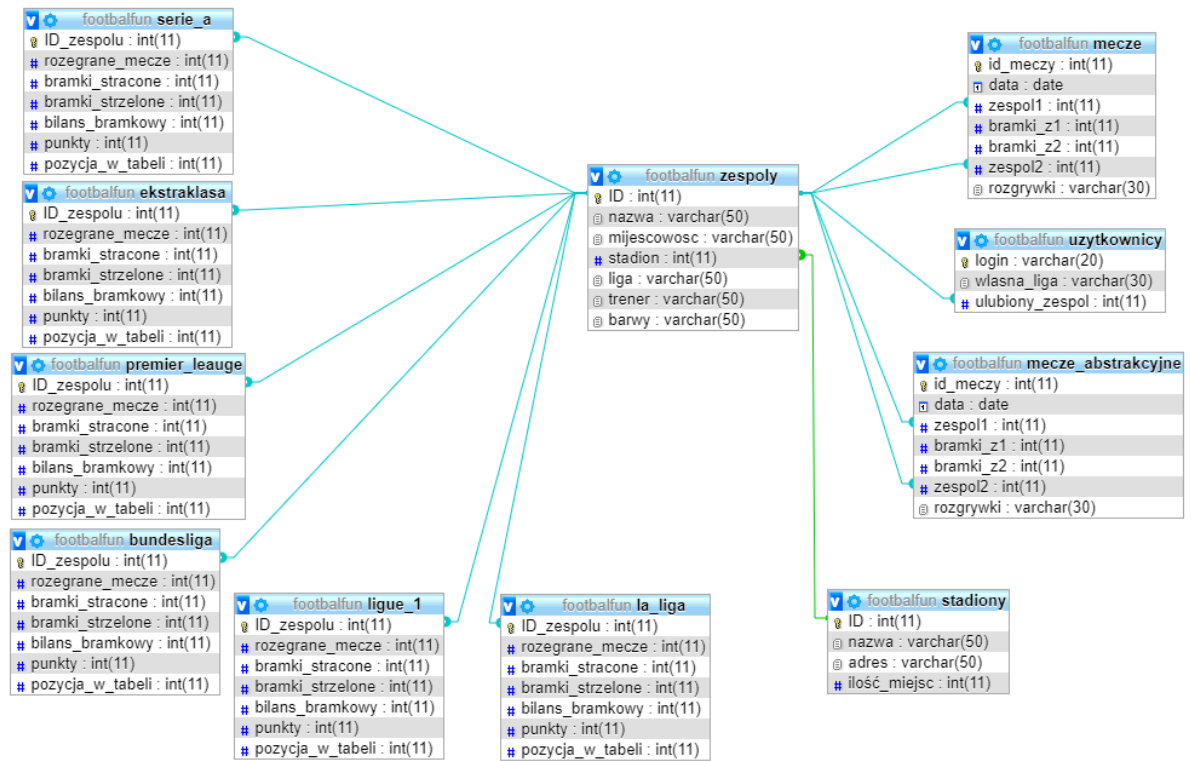 footbalfun serie_a
ID_zespolu : int(11)
rozegrane_mecze : int(11)
bramki_stracone : int(11)
bramki_strzelone : int(11)
bilans_bramkowy : int(11)
punkty : int(11)
pozycja_w_tabeli : int(11)
footbalfun ekstraklasa
ID_zespolu : int(11)
rozegrane_mecze : int(11)
bramki_stracone : int(11)
bramki_strzelone : int(11)
bilans_bramkowy : int(11)
punkty : int(11)
pozycja_w_tabeli : int(11)
footbalfun premier_leauge
ID_zespolu : int(11)
rozegrane_mecze : int(11)
bramki_stracone : int(11)
bramki_strzelone : int(11)
bilans_bramkowy : int(11)
punkty : int(11)
pozycja_w_tabeli : int(11)
footbalfun bundesliga
ID_zespolu : int(11)
rozegrane_mecze : int(11)
bramki_stracone : int(11)
bramki_strzelone : int(11)
bilans_bramkowy : int(11)
punkty : int(11)
pozycja_w_tabeli : int(11)
footbalfun ligue_1
ID_zespolu : int(11)
rozegrane_mecze : int(11)
bramki_stracone : int(11)
bramki_strzelone : int(11)
bilans_bramkowy : int(11)
punkty : int(11)
pozycja_w_tabeli : int(11)
footbalfun la_liga
ID_zespolu : int(11)
rozegrane_mecze : int(11)
bramki_stracone : int(11)
bramki_strzelone : int(11)
bilans_bramkowy : int(11)
punkty : int(11)
pozycja_w_tabeli : int(11)
footbalfun zespoly
ID : int(11)
nazwa : varchar(50)
mijescowosc : varchar(50)
stadion : int(11)
liga : varchar(50)
trener : varchar(50)
barwy : varchar(50)
footbalfun mecze
id_meczy : int(11)
data : date
zespol1 : int(11)
bramki_z1 : int(11)
bramki_z2 : int(11)
zespol2 : int(11)
rozgrywki : varchar(30)
footbalfun uzytkownicy
login : varchar(20)
wlasna_liga : varchar(30)
ulubiony_zespol : int(11)
footbalfun mecze_abstrakcyjne
id_meczy : int(11)
data : date
zespol1 : int(11)
bramki_z1 : int(11)
bramki_z2 : int(11)
zespol2 : int(11)
rozgrywki : varchar(30)
footbalfun stadiony
ID : int(11)
nazwa : varchar(50)
adres : varchar(50)
ilość_miejsc : int(11)